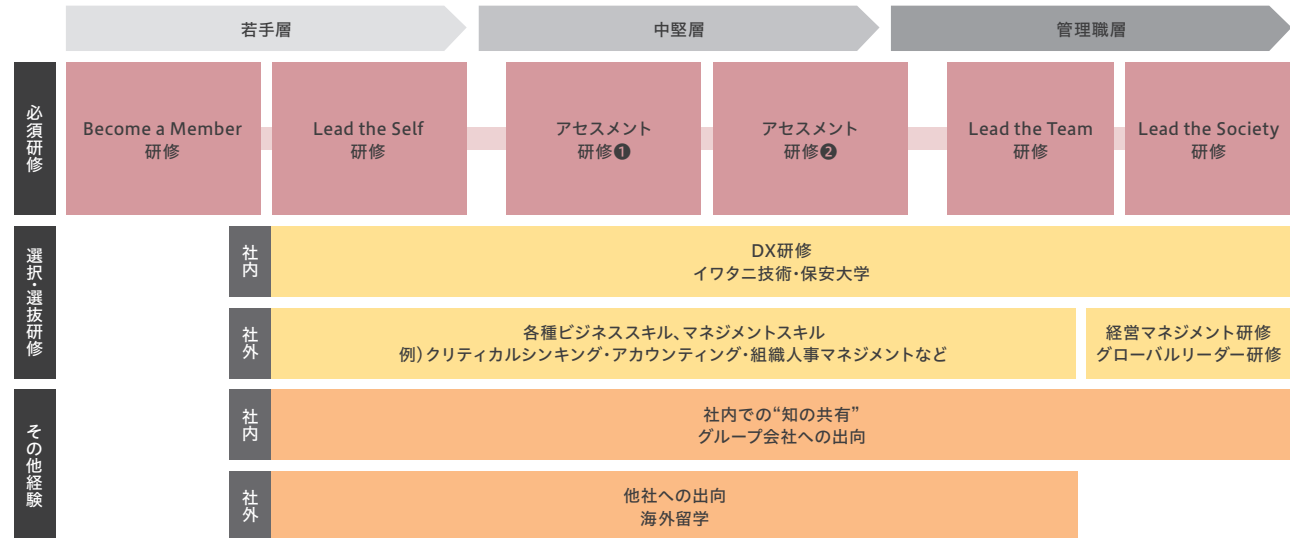 若手層
中堅層
管理職層
必須研修
Become a Member
研修
Lead the Self
研修
アセスメント
研修❶
アセスメント
研修❷
Lead the Team
研修
Lead the Society
研修
選択・選抜研修
社内
DX研修
イワタニ技術・保安大学
社外
各種ビジネススキル、マネジメントスキル
例）クリティカルシンキング・アカウンティング・組織人事マネジメントなど
経営マネジメント研修
グローバルリーダー研修
その他経験
社内
社内での“知の共有”
グループ会社への出向
社外
他社への出向
海外留学